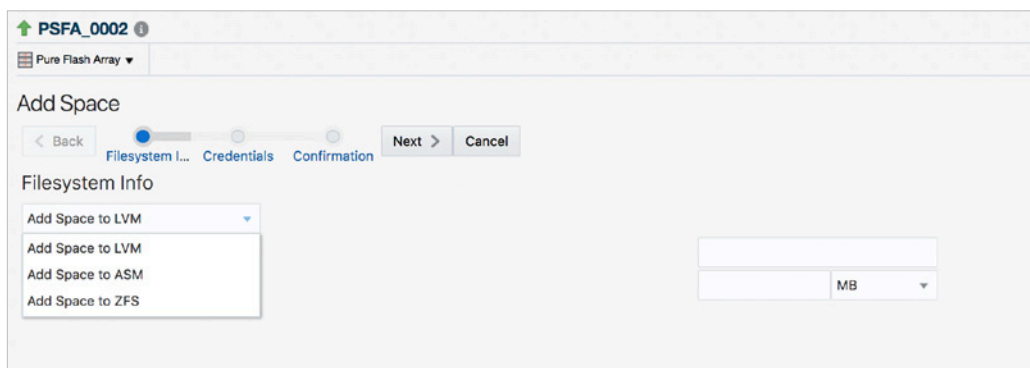 PSFA_0002
Pure Flash Array
Add Space
Back
Filesystem I... Credentials Confirmation
Next Cancel
Filesystem Info
Add Space to LVM
Add Space to LVM
Add Space to ASM
Add Space to ZFS
MB